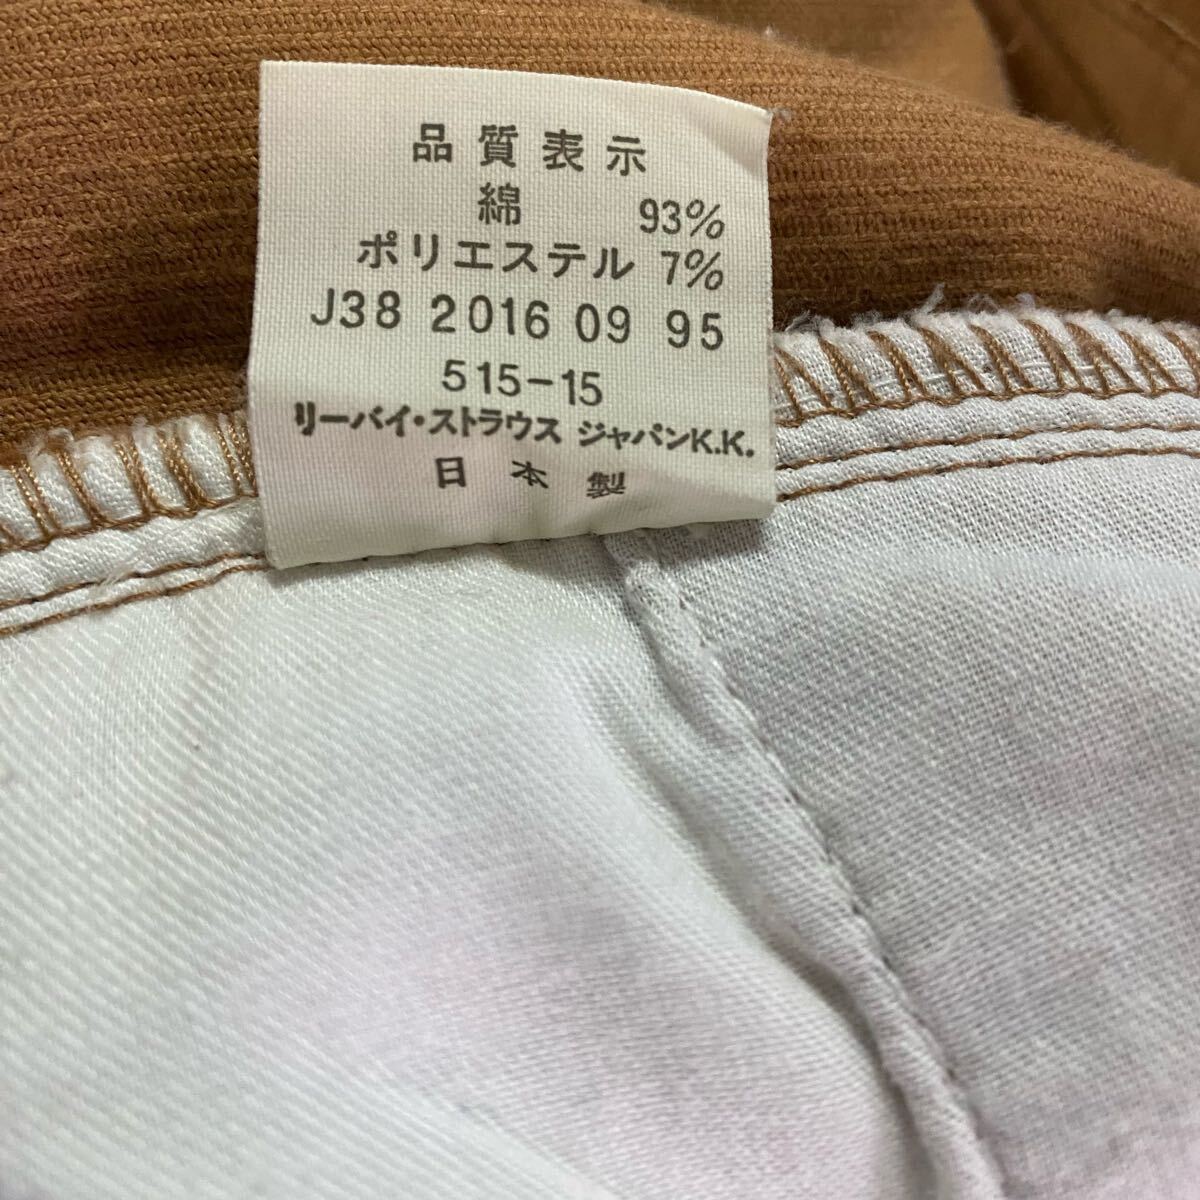 品質表示
綿 93%
ポリエステル 7%
J38 2016 09 95
515-15
リーバイ・ストラウス ジャパンK.K.
日本製